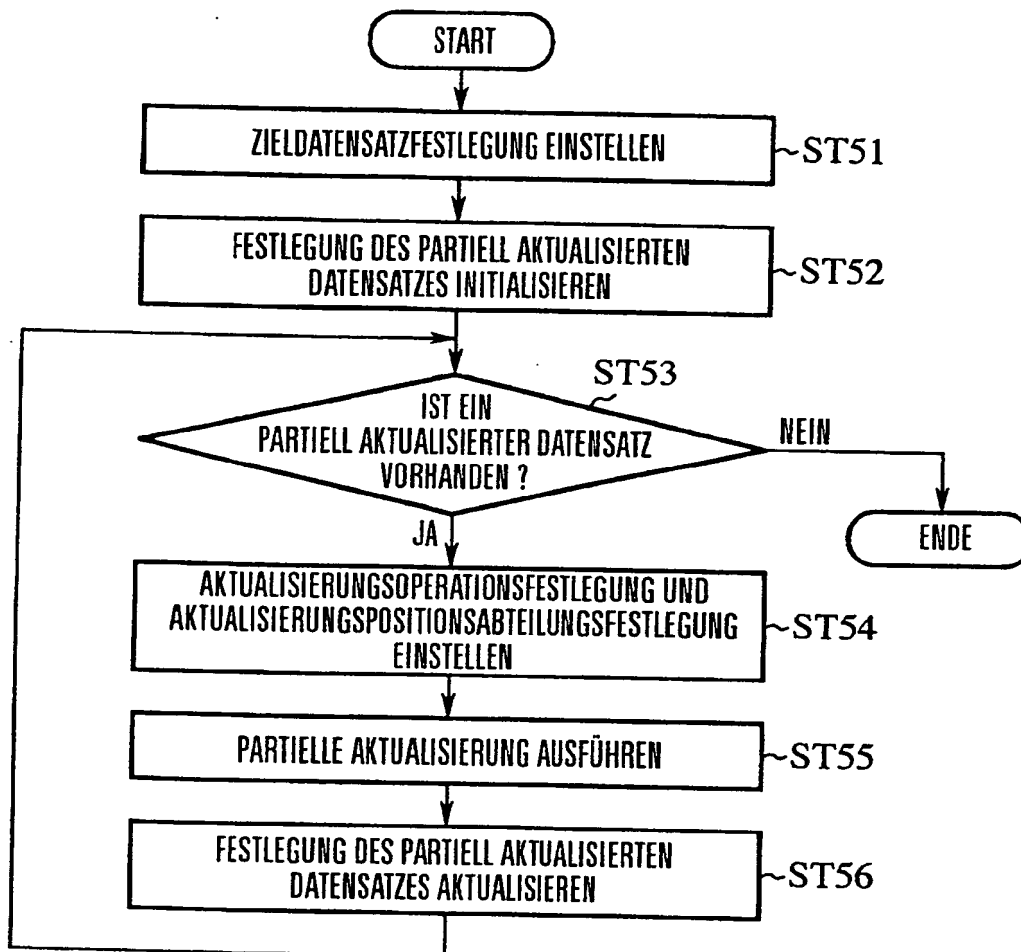 START
ZIELDATENSATZFESTLEGUNG EINSTELLEN
~ST51
FESTLEGUNG DES PARTIELL AKTUALISIERTEN
DATENSATZES INITIALISIEREN
~ST52
ST53
IST EIN
PARTIELL AKTUALISIERTER DATENSATZ
VORHANDEN ?
NEIN
ENDE
JA
AKTUALISIERUNGSOPERATIONSFESTLEGUNG UND
AKTUALISIERUNGSPOSITIONSABTEILUNGSFESTLEGUNG
EINSTELLEN
~ST54
PARTIELLE AKTUALISIERUNG AUSFÜHREN
~ST55
FESTLEGUNG DES PARTIELL AKTUALISIERTEN
DATENSATZES AKTUALISIEREN
~ST56